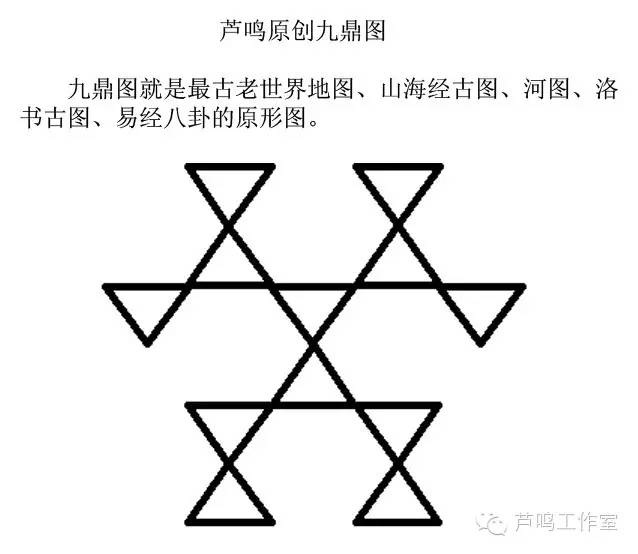 芦鸣原创九鼎图
九鼎图就是最古老世界地图、山海经古图、河图、洛
书古图、易经八卦的原形图。
芦鸣工作室